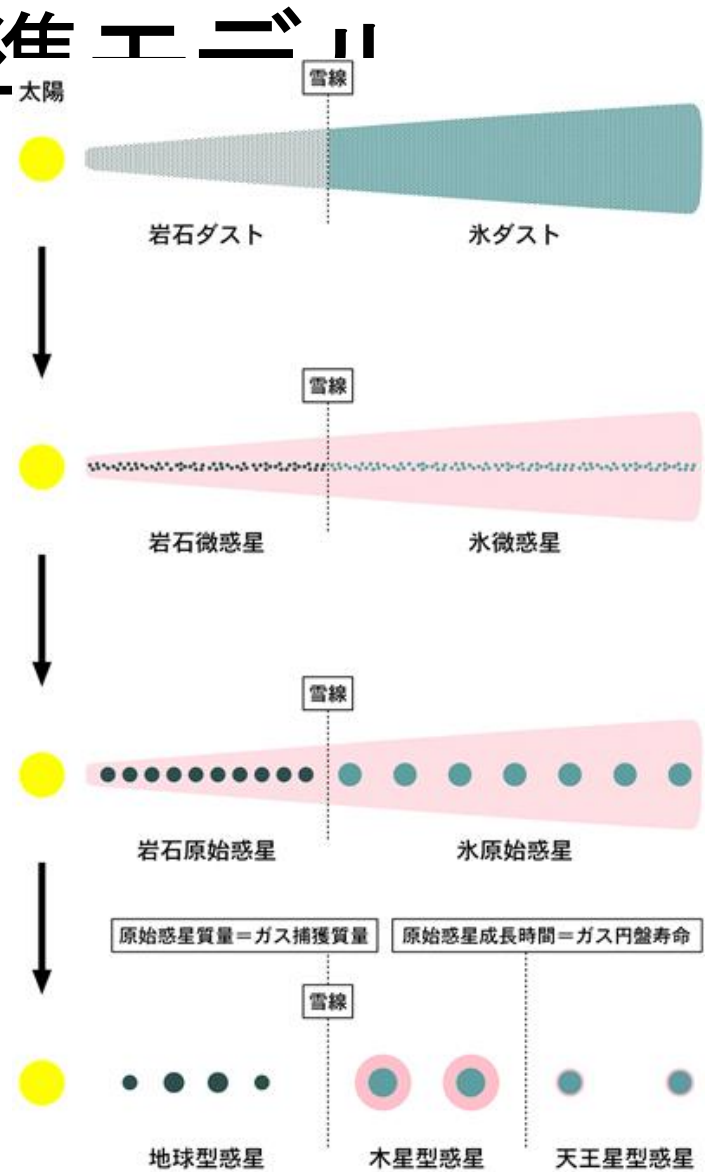 太陽
雪線
岩石ダスト
氷ダスト
雪線
岩石微惑星
氷微惑星
雪線
岩石原始惑星
氷原始惑星
原始惑星質量＝ガス捕獲質量
原始惑星成長時間＝ガス円盤寿命
雪線
地球型惑星
木星型惑星
天王星型惑星